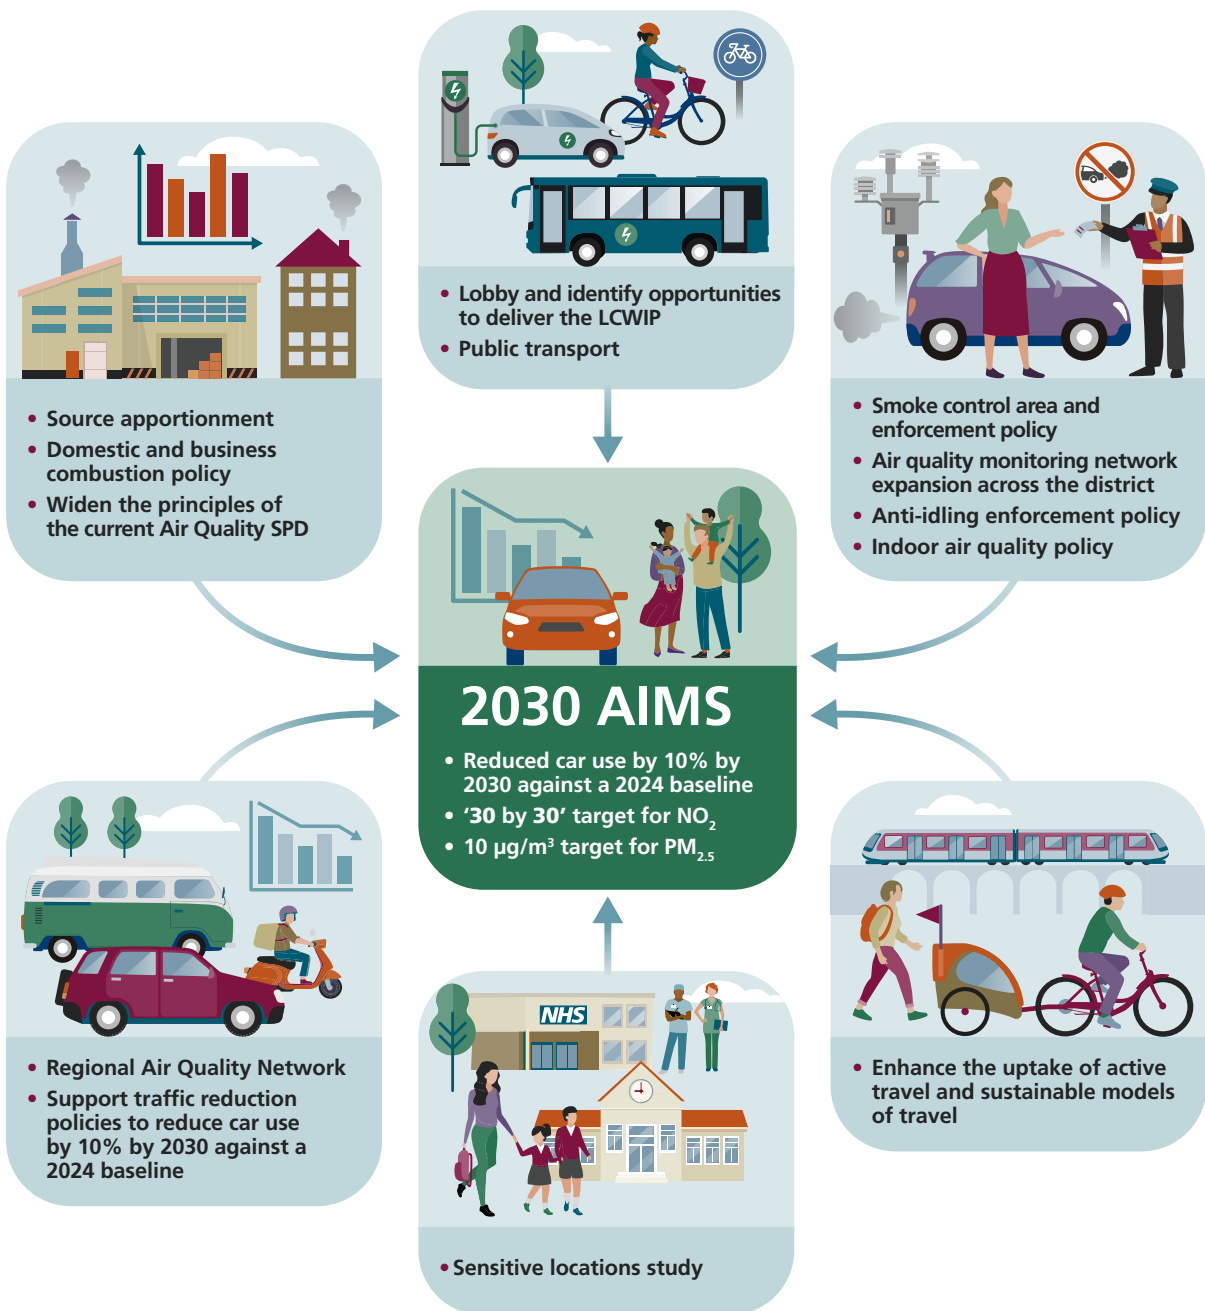 • Lobby and identify opportunities
to deliver the LCWIP
• Public transport
• Source apportionment
• Domestic and business
combustion policy
• Widen the principles of
the current Air Quality SPD
• Smoke control area and
enforcement policy
• Air quality monitoring network
expansion across the district
• Anti-idling enforcement policy
• Indoor air quality policy
2030 AIMS
• Reduced car use by 10% by
2030 against a 2024 baseline
• ‘30 by 30’ target for NO₂
• 10 µg/m³ target for PM₂.₅
• Regional Air Quality Network
• Support traffic reduction
policies to reduce car use
by 10% by 2030 against a
2024 baseline
NHS
• Sensitive locations study
• Enhance the uptake of active
travel and sustainable models
of travel